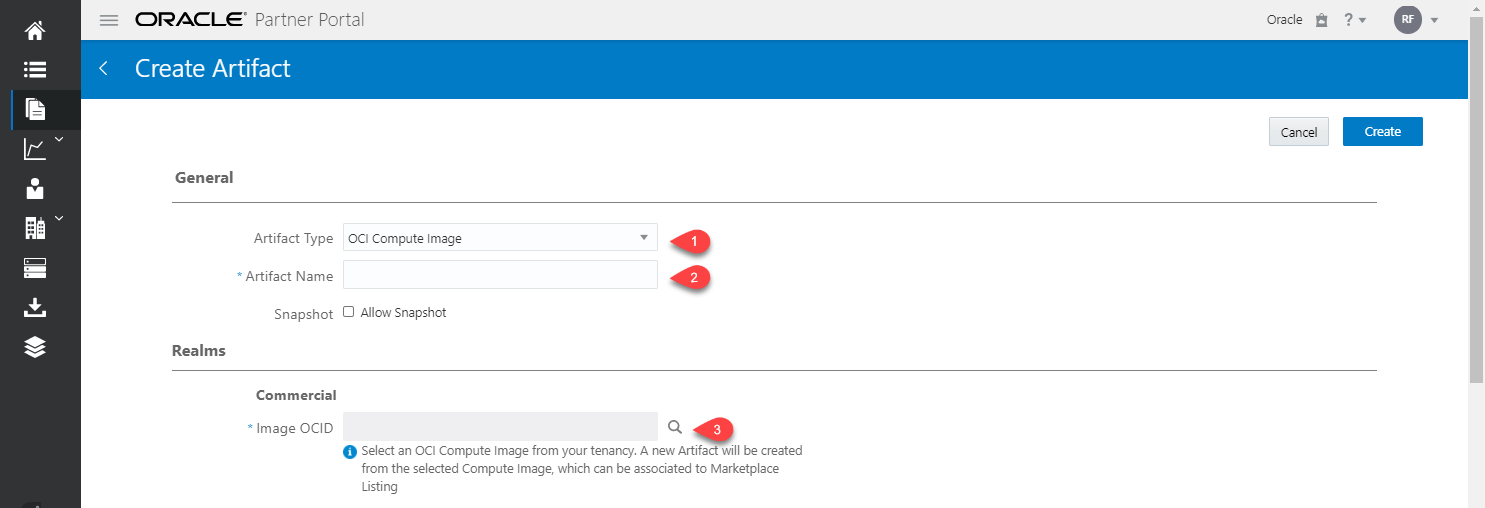 ORACLE® Partner Portal
Oracle ? RF
Create Artifact
Cancel Create
General
Artifact Type OCI Compute Image 1
* Artifact Name 2
Snapshot Allow Snapshot
Realms
Commercial
* Image OCID 3
i Select an OCI Compute Image from your tenancy. A new Artifact will be created
from the selected Compute Image, which can be associated to Marketplace
Listing